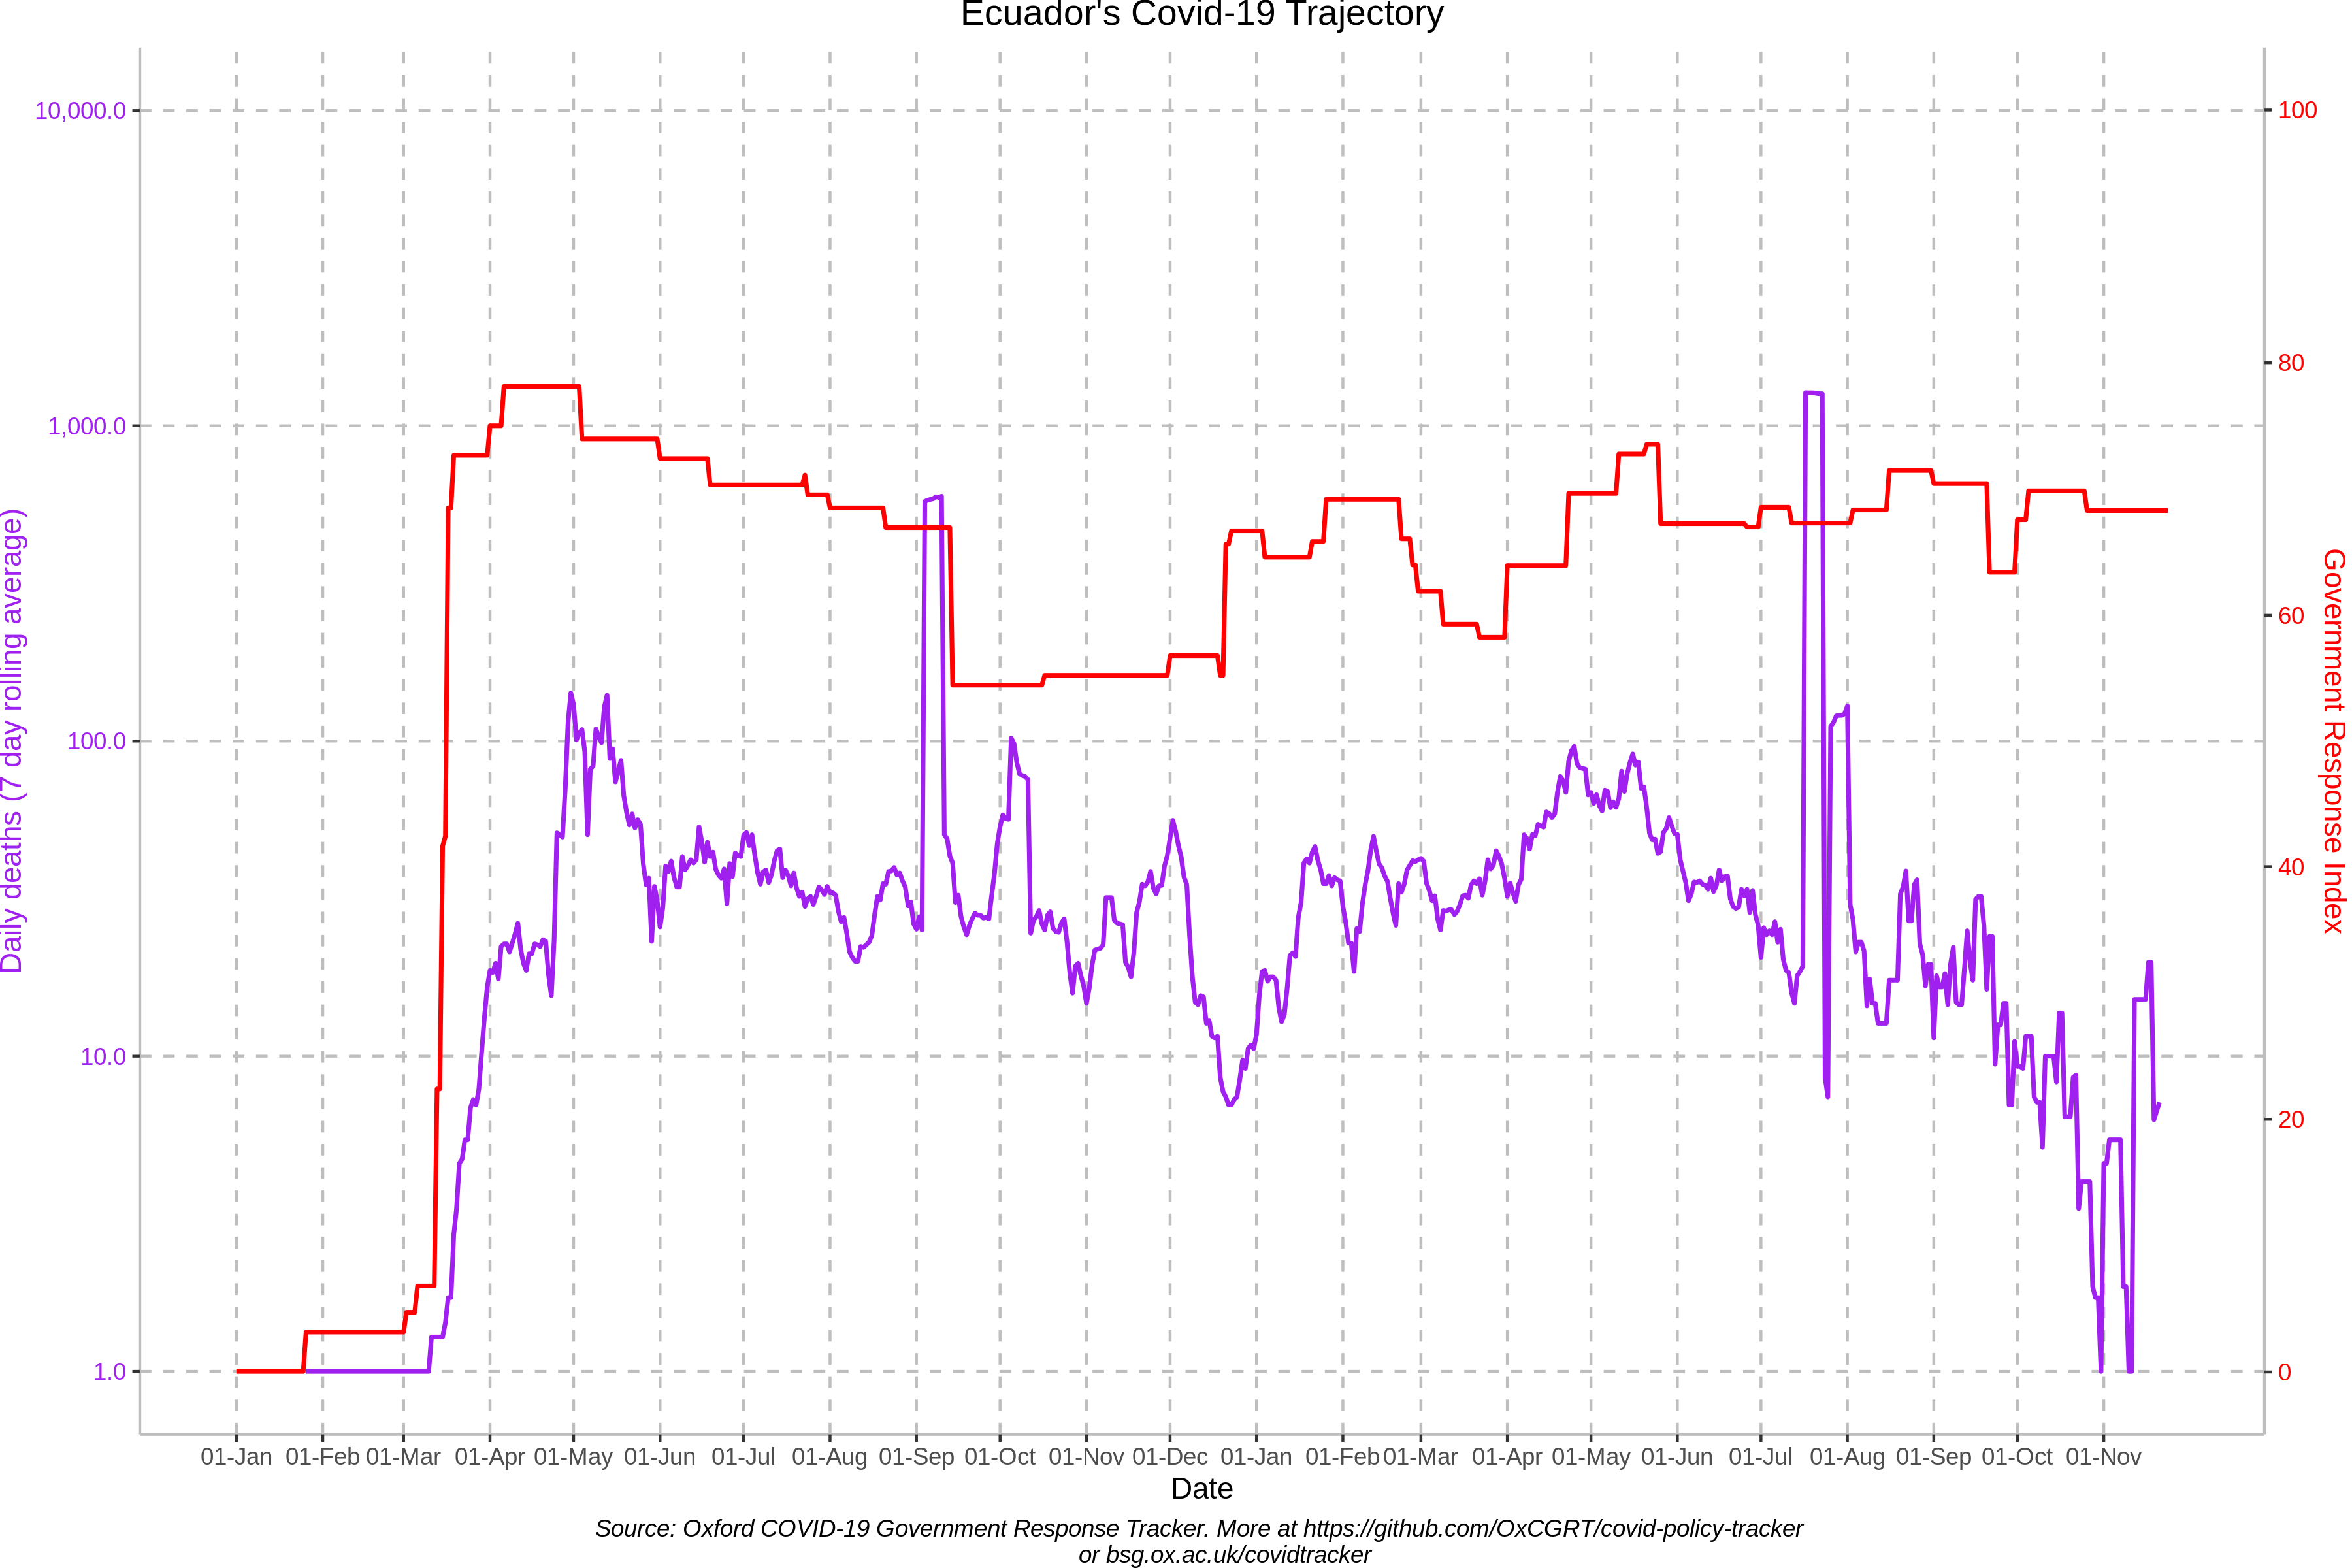 Ecuador's Covid-19 Trajectory
10,000.0
1,000.0
100.0
10.0
1.0
Daily deaths (7 day rolling average)
100
80
60
40
20
0
Government Response Index
01-Jan 01-Feb 01-Mar 01-Apr 01-May 01-Jun 01-Jul 01-Aug 01-Sep 01-Oct 01-Nov 01-Dec 01-Jan 01-Feb 01-Mar 01-Apr 01-May 01-Jun 01-Jul 01-Aug 01-Sep 01-Oct 01-Nov
Date
Source: Oxford COVID-19 Government Response Tracker. More at https://github.com/OxCGRT/covid-policy-tracker
or bsg.ox.ac.uk/covidtracker